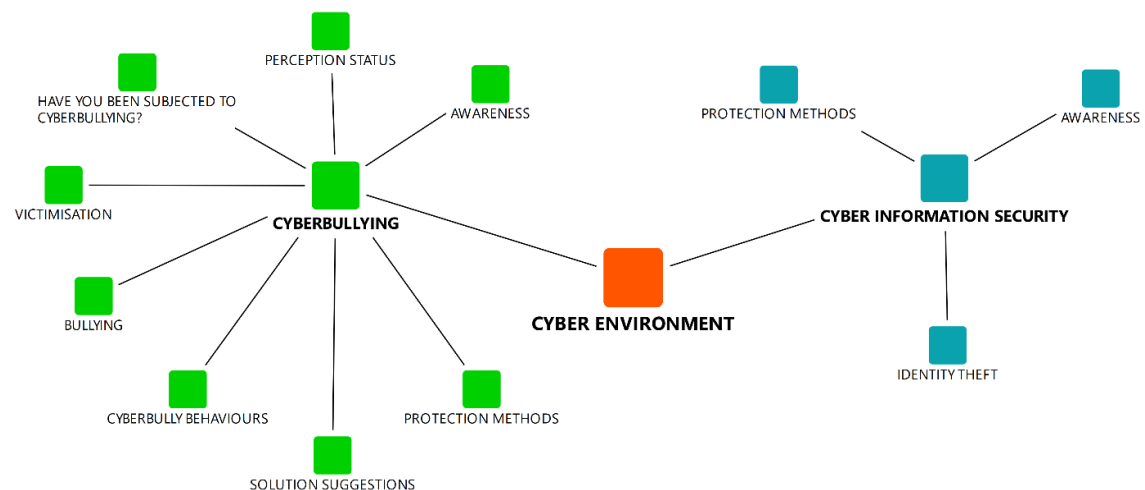 PERCEPTION STATUS
HAVE YOU BEEN SUBJECTED TO
CYBERBULLYING?
AWARENESS
PROTECTION METHODS
AWARENESS
VICTIMISATION
CYBERBULLYING
CYBER INFORMATION SECURITY
BULLYING
CYBER ENVIRONMENT
IDENTITY THEFT
CYBERBULLY BEHAVIOURS
PROTECTION METHODS
SOLUTION SUGGESTIONS